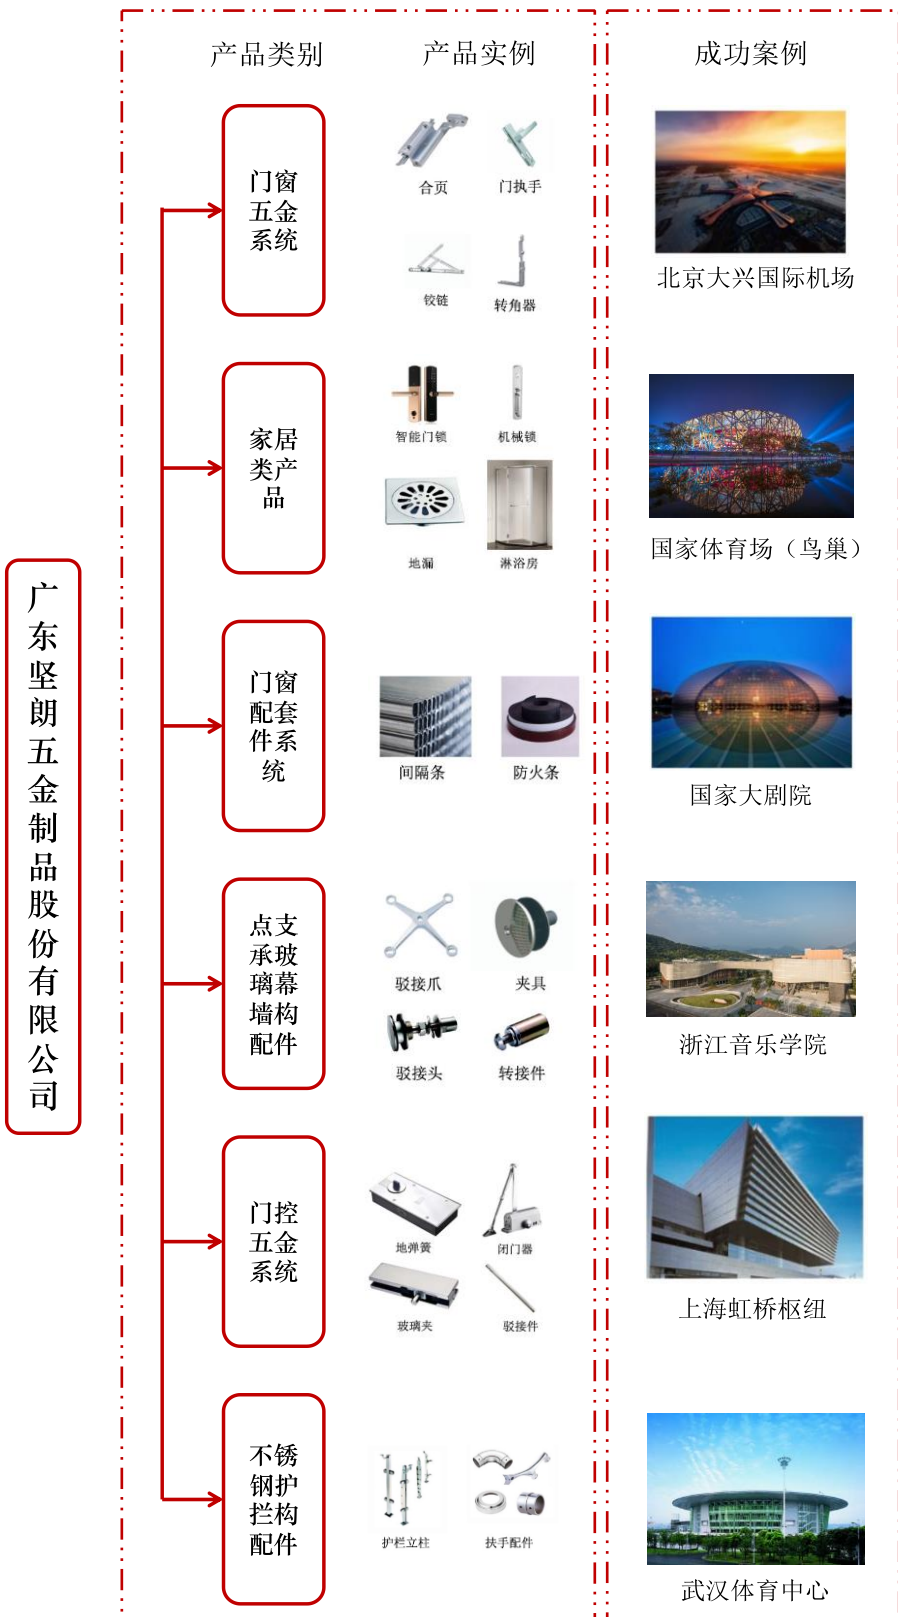 产品类别
产品实例
成功案例
广东坚朗五金制品股份有限公司
门窗
五金
系统
合页
门执手
铰链
转角器
北京大兴国际机场
家居
类产
品
智能门锁
机械锁
地漏
淋浴房
国家体育场（鸟巢）
门窗
配套
件系
统
间隔条
防火条
国家大剧院
点支
承玻
璃幕
墙构
配件
驳接爪
夹具
驳接头
转接件
浙江音乐学院
门控
五金
系统
地弹簧
闭门器
玻璃夹
驳接件
上海虹桥枢纽
不锈
钢护
拦构
配件
护栏立柱
扶手配件
武汉体育中心